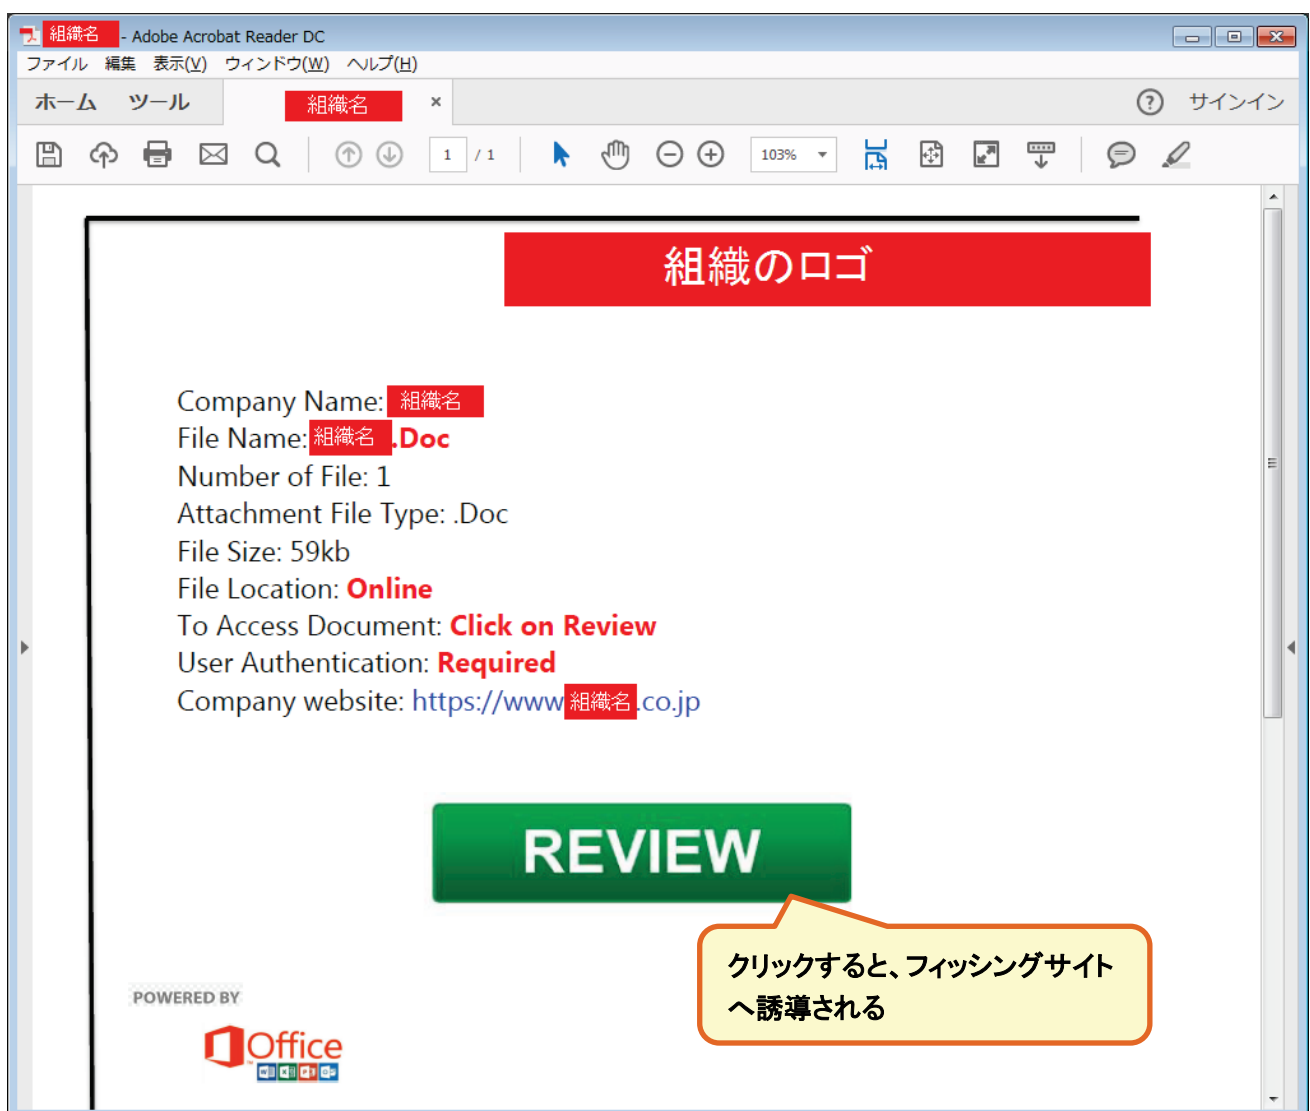 組織名 - Adobe Acrobat Reader DC
ファイル 編集 表示(V) ウィンドウ(W) ヘルプ(H)
ホーム ツール 組織名 × ? サインイン
1 / 1 103%
組織のロゴ
Company Name: 組織名
File Name: 組織名 .Doc
Number of File: 1
Attachment File Type: .Doc
File Size: 59kb
File Location: Online
To Access Document: Click on Review
User Authentication: Required
Company website: https://www 組織名 .co.jp
REVIEW
クリックすると、フィッシングサイト
へ誘導される
POWERED BY
Office